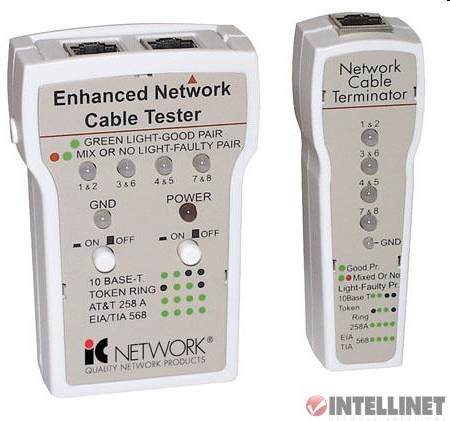 Enhanced Network
Cable Tester
GREEN LIGHT-GOOD PAIR
MIX OR NO LIGHT-FAULTY PAIR
1 & 2 3 & 6 4 & 5 7 & 8
GND POWER
ON OFF ON OFF
10 BASE-T.
TOKEN RING
AT&T 258 A
EIA/TIA 568
ic NETWORK®
QUALITY NETWORK PRODUCTS
Network
Cable
Terminator
1 & 2
3 & 6
4 & 5
7 & 8
GND
Good Pr.
Mixed Or No
Light-Faulty Pr.
10Base T
Token
Ring
258A
EIA 568
TIA
INTELLINET
NETWORK SOLUTIONS